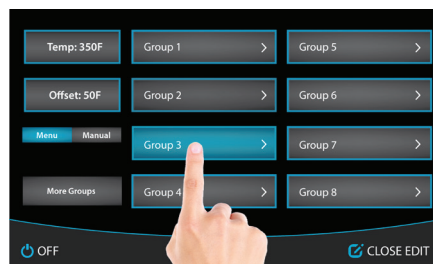 Temp: 350F
Group 1
Group 5
Offset: 50F
Group 2
Group 6
Menu
Manual
Group 3
Group 7
More Groups
Group 4
Group 8
OFF
CLOSE EDIT